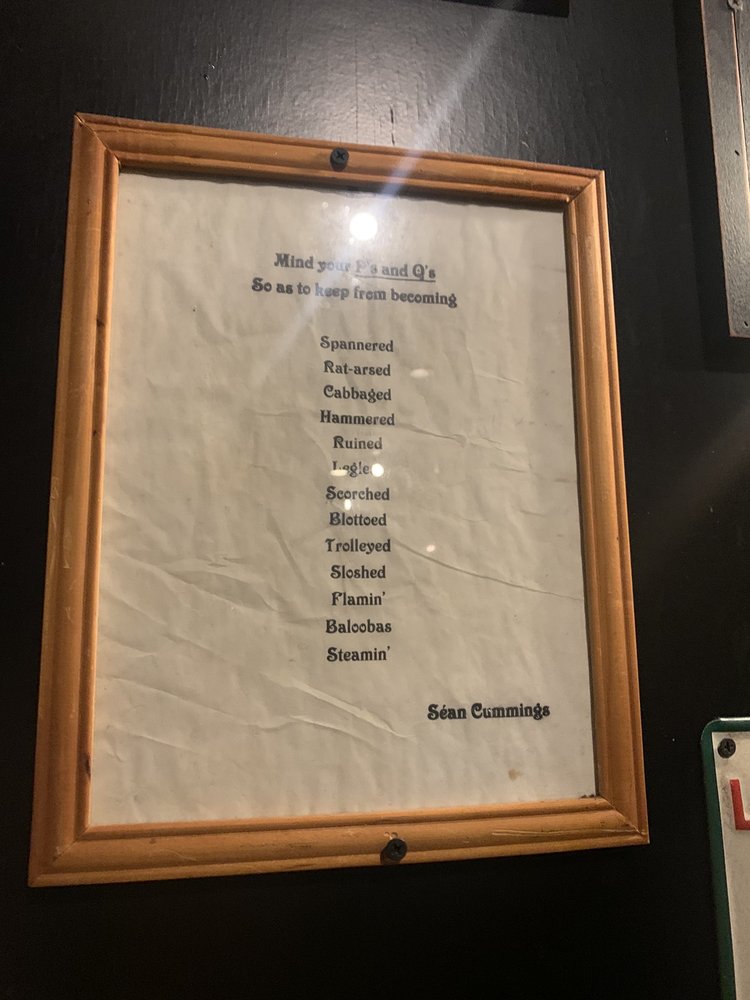 Mind your P's and Q's
So as to keep from becoming
Spannered
Rat-arsed
Cabbaged
Hammered
Ruined
Scorched
Blottoed
Trolleyed
Sloshed
Flamin'
Baloobas
Steamin'
Séan Cummings